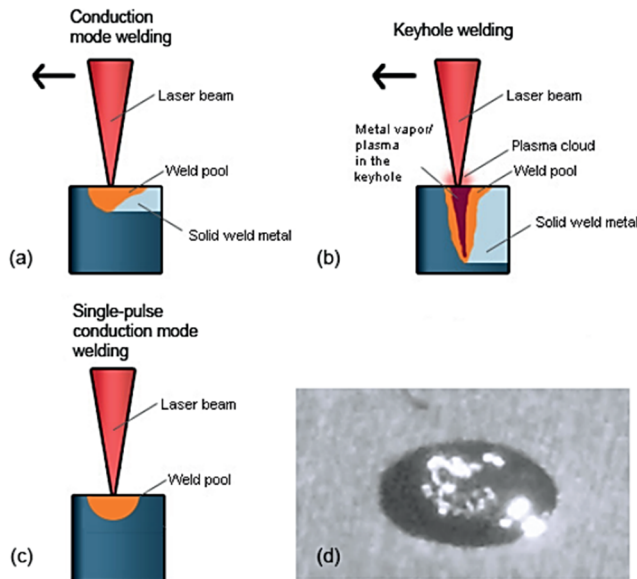 Conduction
mode welding
Laser beam
Weld pool
Solid weld metal
(a)
Keyhole welding
Laser beam
Metal vapor/
plasma
in the
keyhole
Plasma cloud
Weld pool
Solid weld metal
(b)
Single-pulse
conduction mode
welding
Laser beam
Weld pool
(c)
(d)